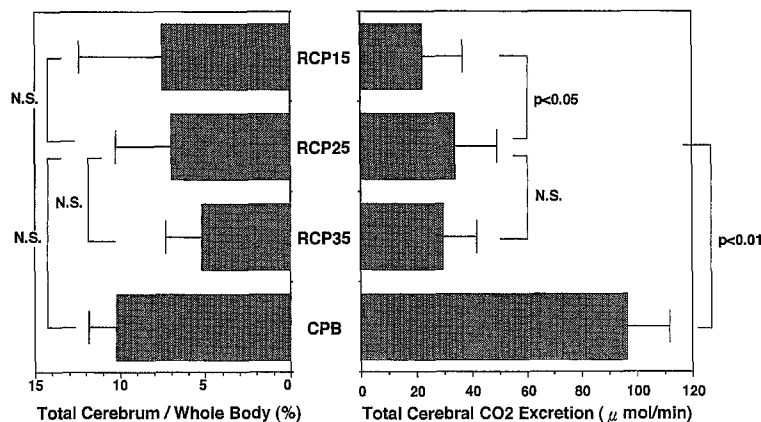 RCP15
N.S.
p<0.05
RCP25
N.S.
N.S.
N.S.
RCP35
p<0.01
CPB
15 10 5 0
0 20 40 60 80 100 120
Total Cerebrum / Whole Body (%)
Total Cerebral CO2 Excretion ( μ mol/min)